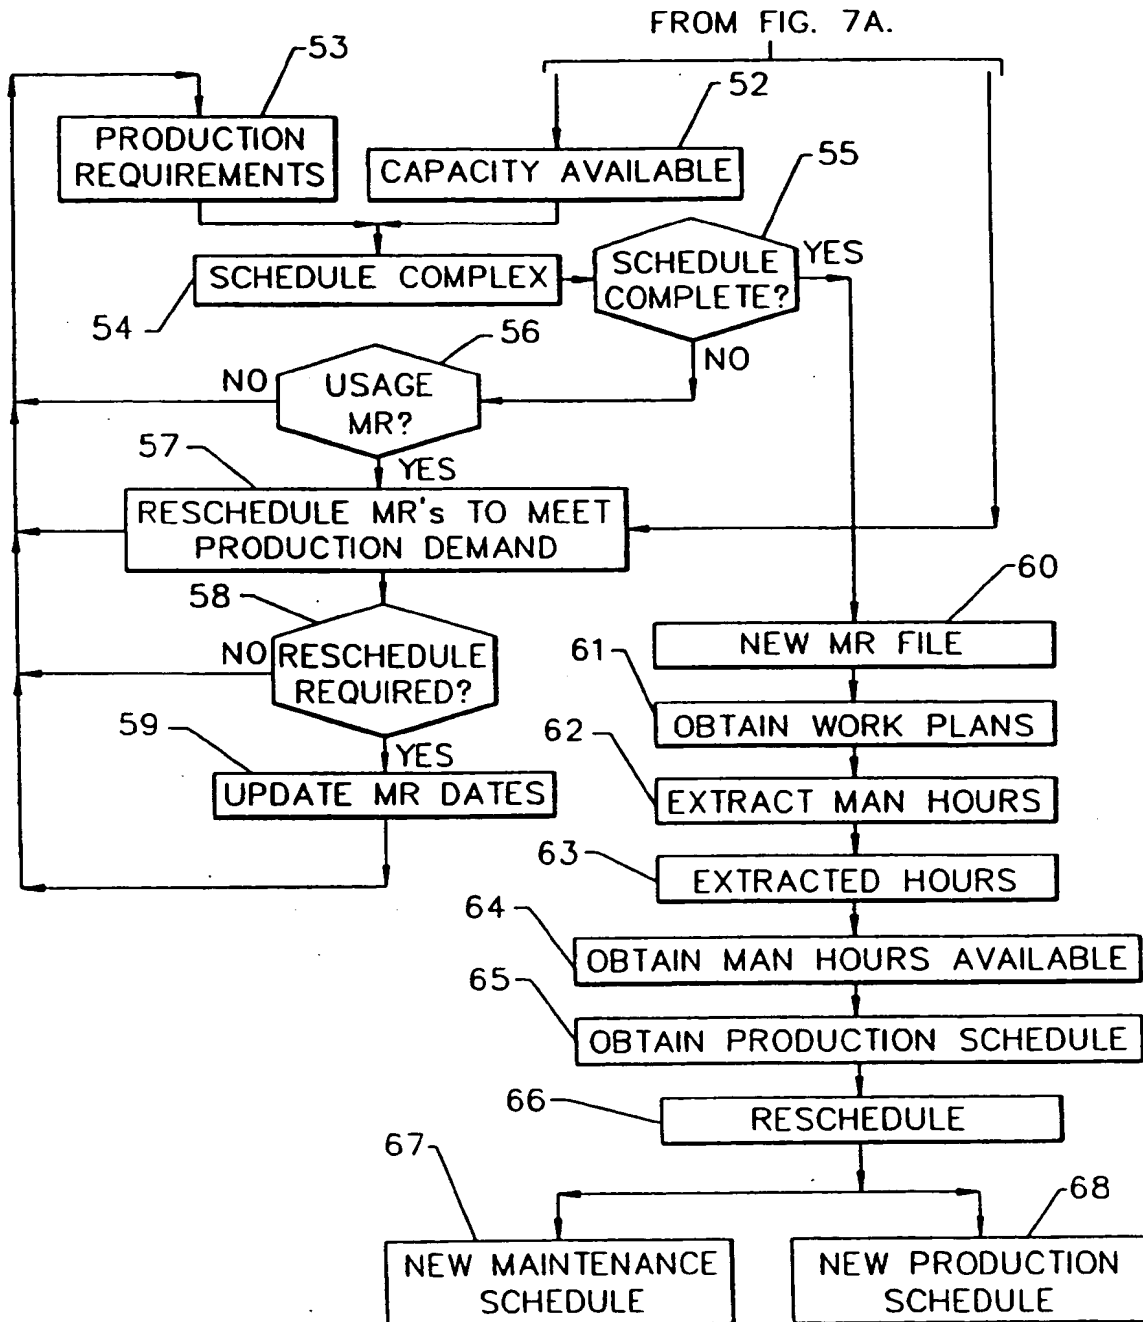 FROM FIG. 7A.
53
52
PRODUCTION
REQUIREMENTS
CAPACITY AVAILABLE
55
SCHEDULE COMPLEX
SCHEDULE
COMPLETE?
YES
54
NO
56
NO
USAGE
MR?
YES
57
RESCHEDULE MR's TO MEET
PRODUCTION DEMAND
58
NO
RESCHEDULE
REQUIRED?
YES
59
UPDATE MR DATES
60
NEW MR FILE
61
OBTAIN WORK PLANS
62
EXTRACT MAN HOURS
63
EXTRACTED HOURS
64
OBTAIN MAN HOURS AVAILABLE
65
OBTAIN PRODUCTION SCHEDULE
66
RESCHEDULE
67
NEW MAINTENANCE
SCHEDULE
68
NEW PRODUCTION
SCHEDULE